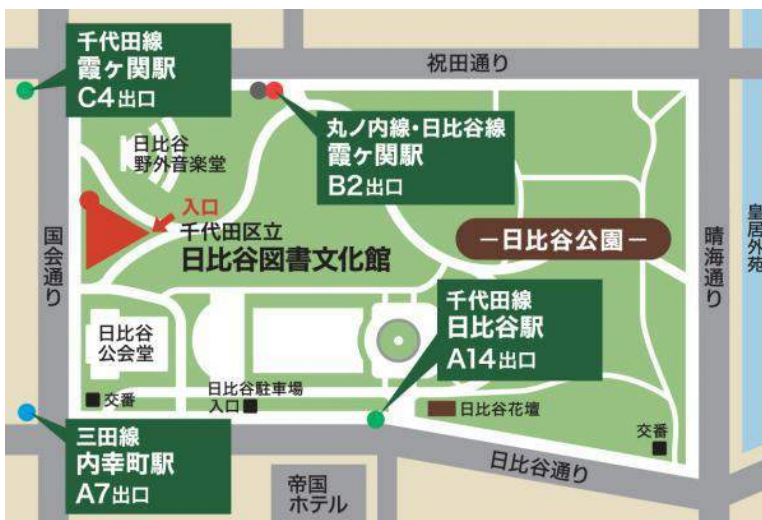 千代田線
霞ヶ関駅
C4出口
祝田通り
丸ノ内線・日比谷線
霞ヶ関駅
B2出口
日比谷
野外音楽堂
入口
千代田区立
日比谷図書文化館
ー日比谷公園ー
国会通り
晴海通り
皇居外苑
千代田線
日比谷駅
A14出口
日比谷
公会堂
交番
日比谷駐車場
入口
日比谷花壇
交番
三田線
内幸町駅
A7出口
日比谷通り
帝国
ホテル